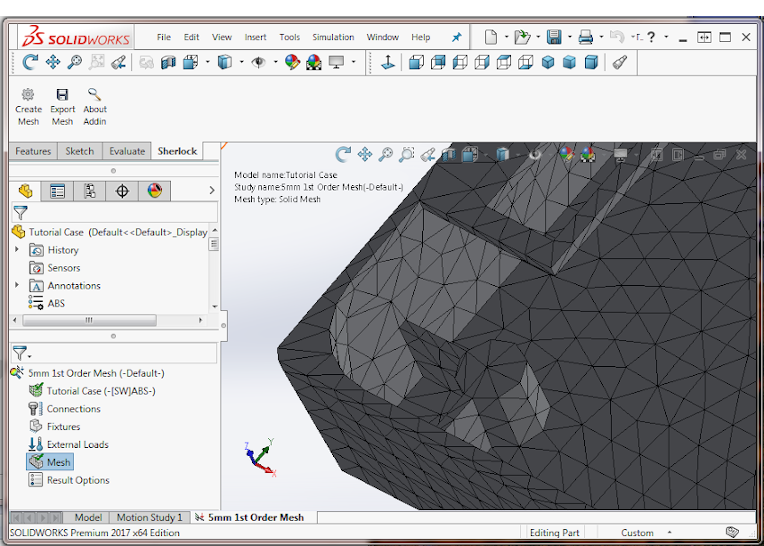 SOLIDWORKS File Edit View Insert Tools Simulation Window Help T.. ?
Create Mesh
Export Mesh
About Addin
Features Sketch Evaluate Sherlock
Model name:Tutorial Case
Study name:5mm 1st Order Mesh(-Default-)
Mesh type: Solid Mesh
Tutorial Case (Default<<Default>_Display
History
Sensors
Annotations
ABS
5mm 1st Order Mesh (-Default-)
Tutorial Case (-[SW]ABS-)
Connections
Fixtures
External Loads
Mesh
Result Options
Z Y X
Model Motion Study 1 5mm 1st Order Mesh
SOLIDWORKS Premium 2017 x64 Edition Editing Part Custom